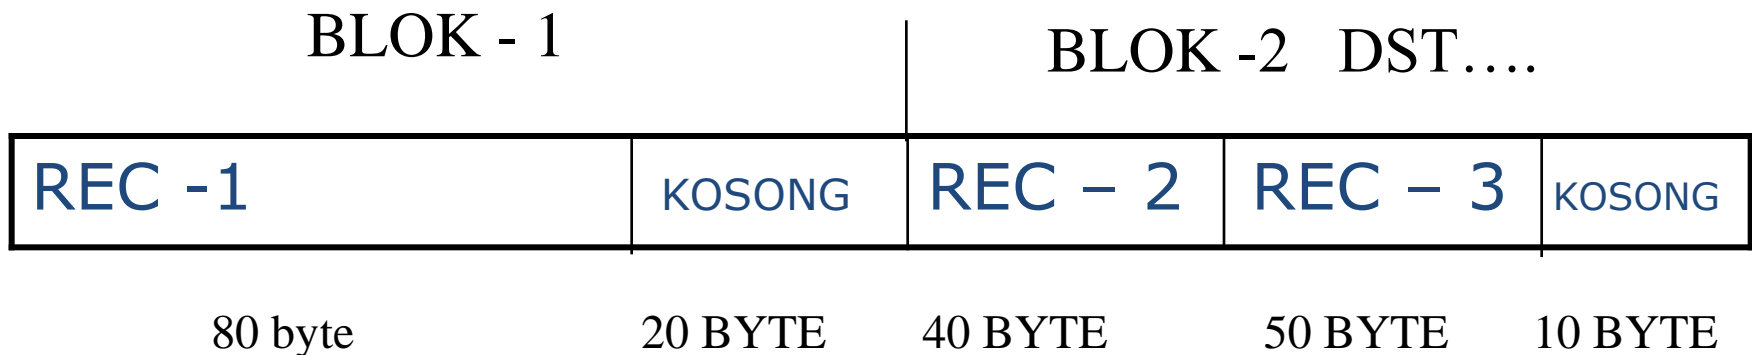 BLOK - 1
BLOK -2 DST....
REC -1 KOSONG REC – 2 REC – 3 KOSONG
80 byte 20 BYTE 40 BYTE 50 BYTE 10 BYTE